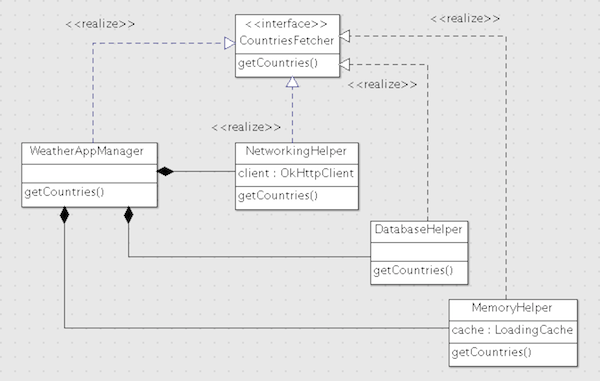 <<interface>>
<<realize>>
<<realize>>
CountriesFetcher
getCountries()
<<realize>>
<<realize>>
WeatherAppManager
getCountries()
NetworkingHelper
client : OkHttpClient
getCountries()
DatabaseHelper
getCountries()
MemoryHelper
cache : LoadingCache
getCountries()